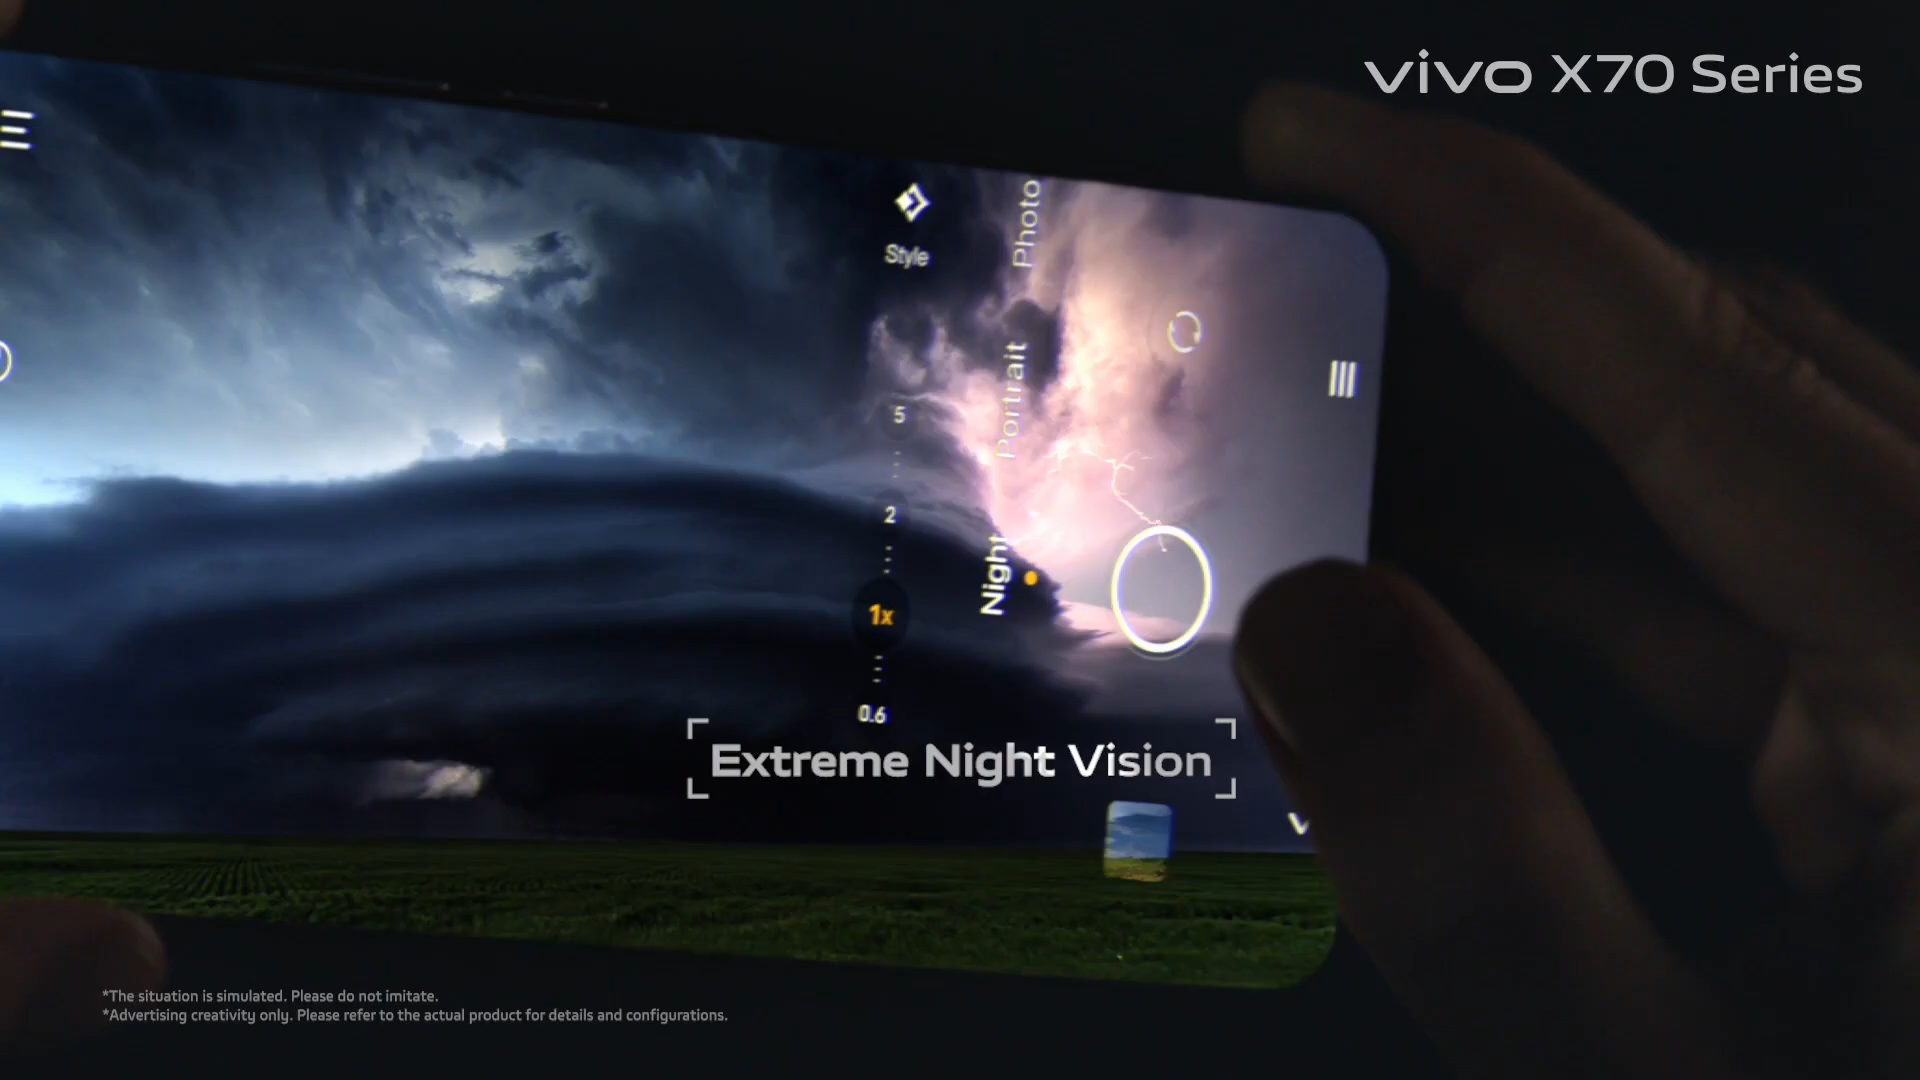 vivo X70 Series
Style
Photo
Portrait
Night
5
2
1x
0.6
Extreme Night Vision
*The situation is simulated. Please do not imitate.
*Advertising creativity only. Please refer to the actual product for details and configurations.